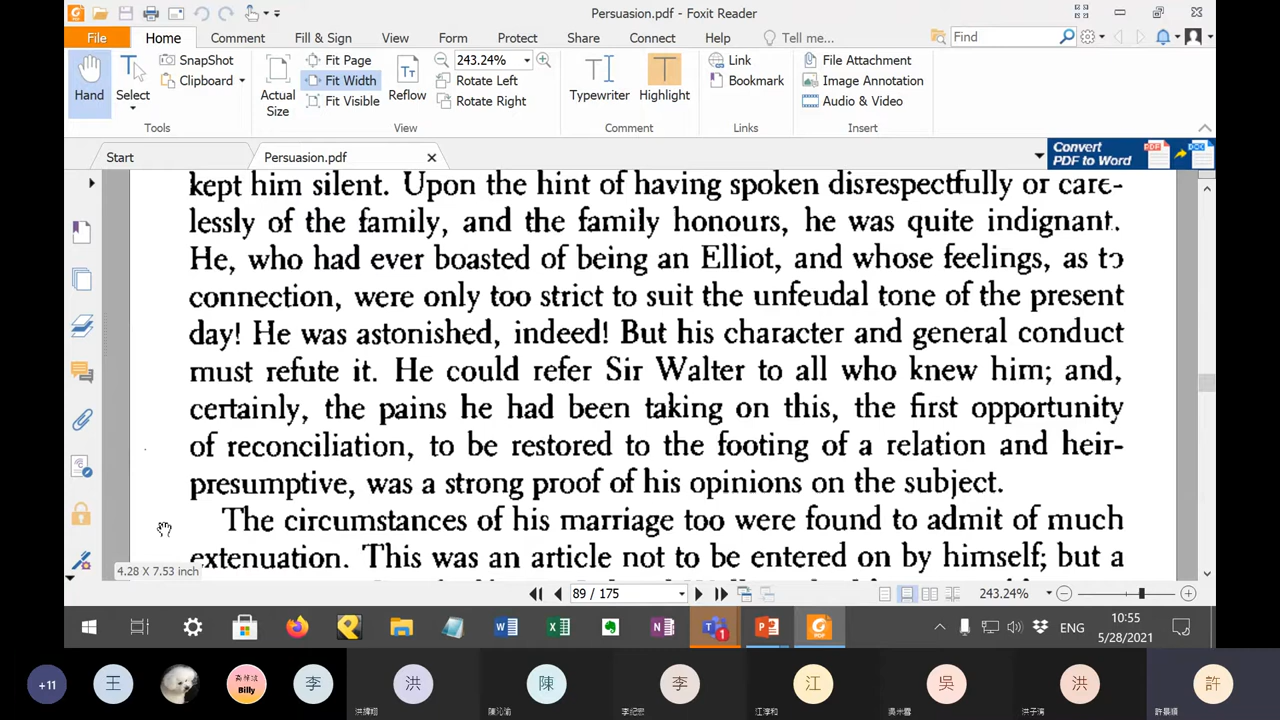 Persuasion.pdf - Foxit Reader
File Home Comment Fill & Sign View Form Protect Share Connect Help Tell me... Find
Hand
Select
SnapShot
Clipboard
Tools
Actual Size
Fit Page
Fit Width
Fit Visible
Reflow
243.24%
Rotate Left
Rotate Right
View
Typewriter
Highlight
Comment
Link
Bookmark
Links
File Attachment
Image Annotation
Audio & Video
Insert
Start
Persuasion.pdf
Convert
PDF to Word
kept him silent. Upon the hint of having spoken disrespectfully or care-
lessly of the family, and the family honours, he was quite indignant.
He, who had ever boasted of being an Elliot, and whose feelings, as to
connection, were only too strict to suit the unfeudal tone of the present
day! He was astonished, indeed! But his character and general conduct
must refute it. He could refer Sir Walter to all who knew him; and,
certainly, the pains he had been taking on this, the first opportunity
of reconciliation, to be restored to the footing of a relation and heir-
presumptive, was a strong proof of his opinions on the subject.
The circumstances of his marriage too were found to admit of much
extenuation. This was an article not to be entered on by himself; but a
4.28 X 7.53 inch
89 / 175
243.24%
1
ENG
10:55
5/28/2021
+11 王 Billy 李 洪 陳 李 江 吳 洪 許